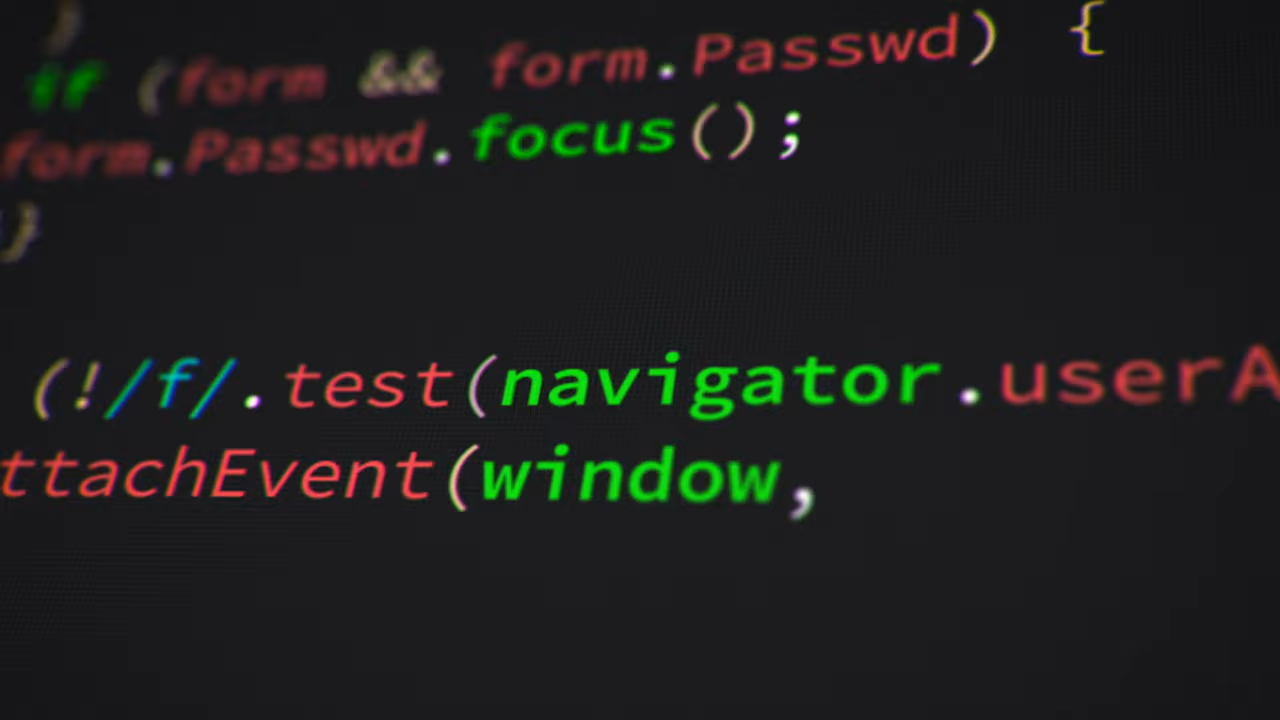 }
if (form && form.Passwd) {
form.Passwd.focus();
}
(!/f/.test(navigator.userA
ttachEvent(window,